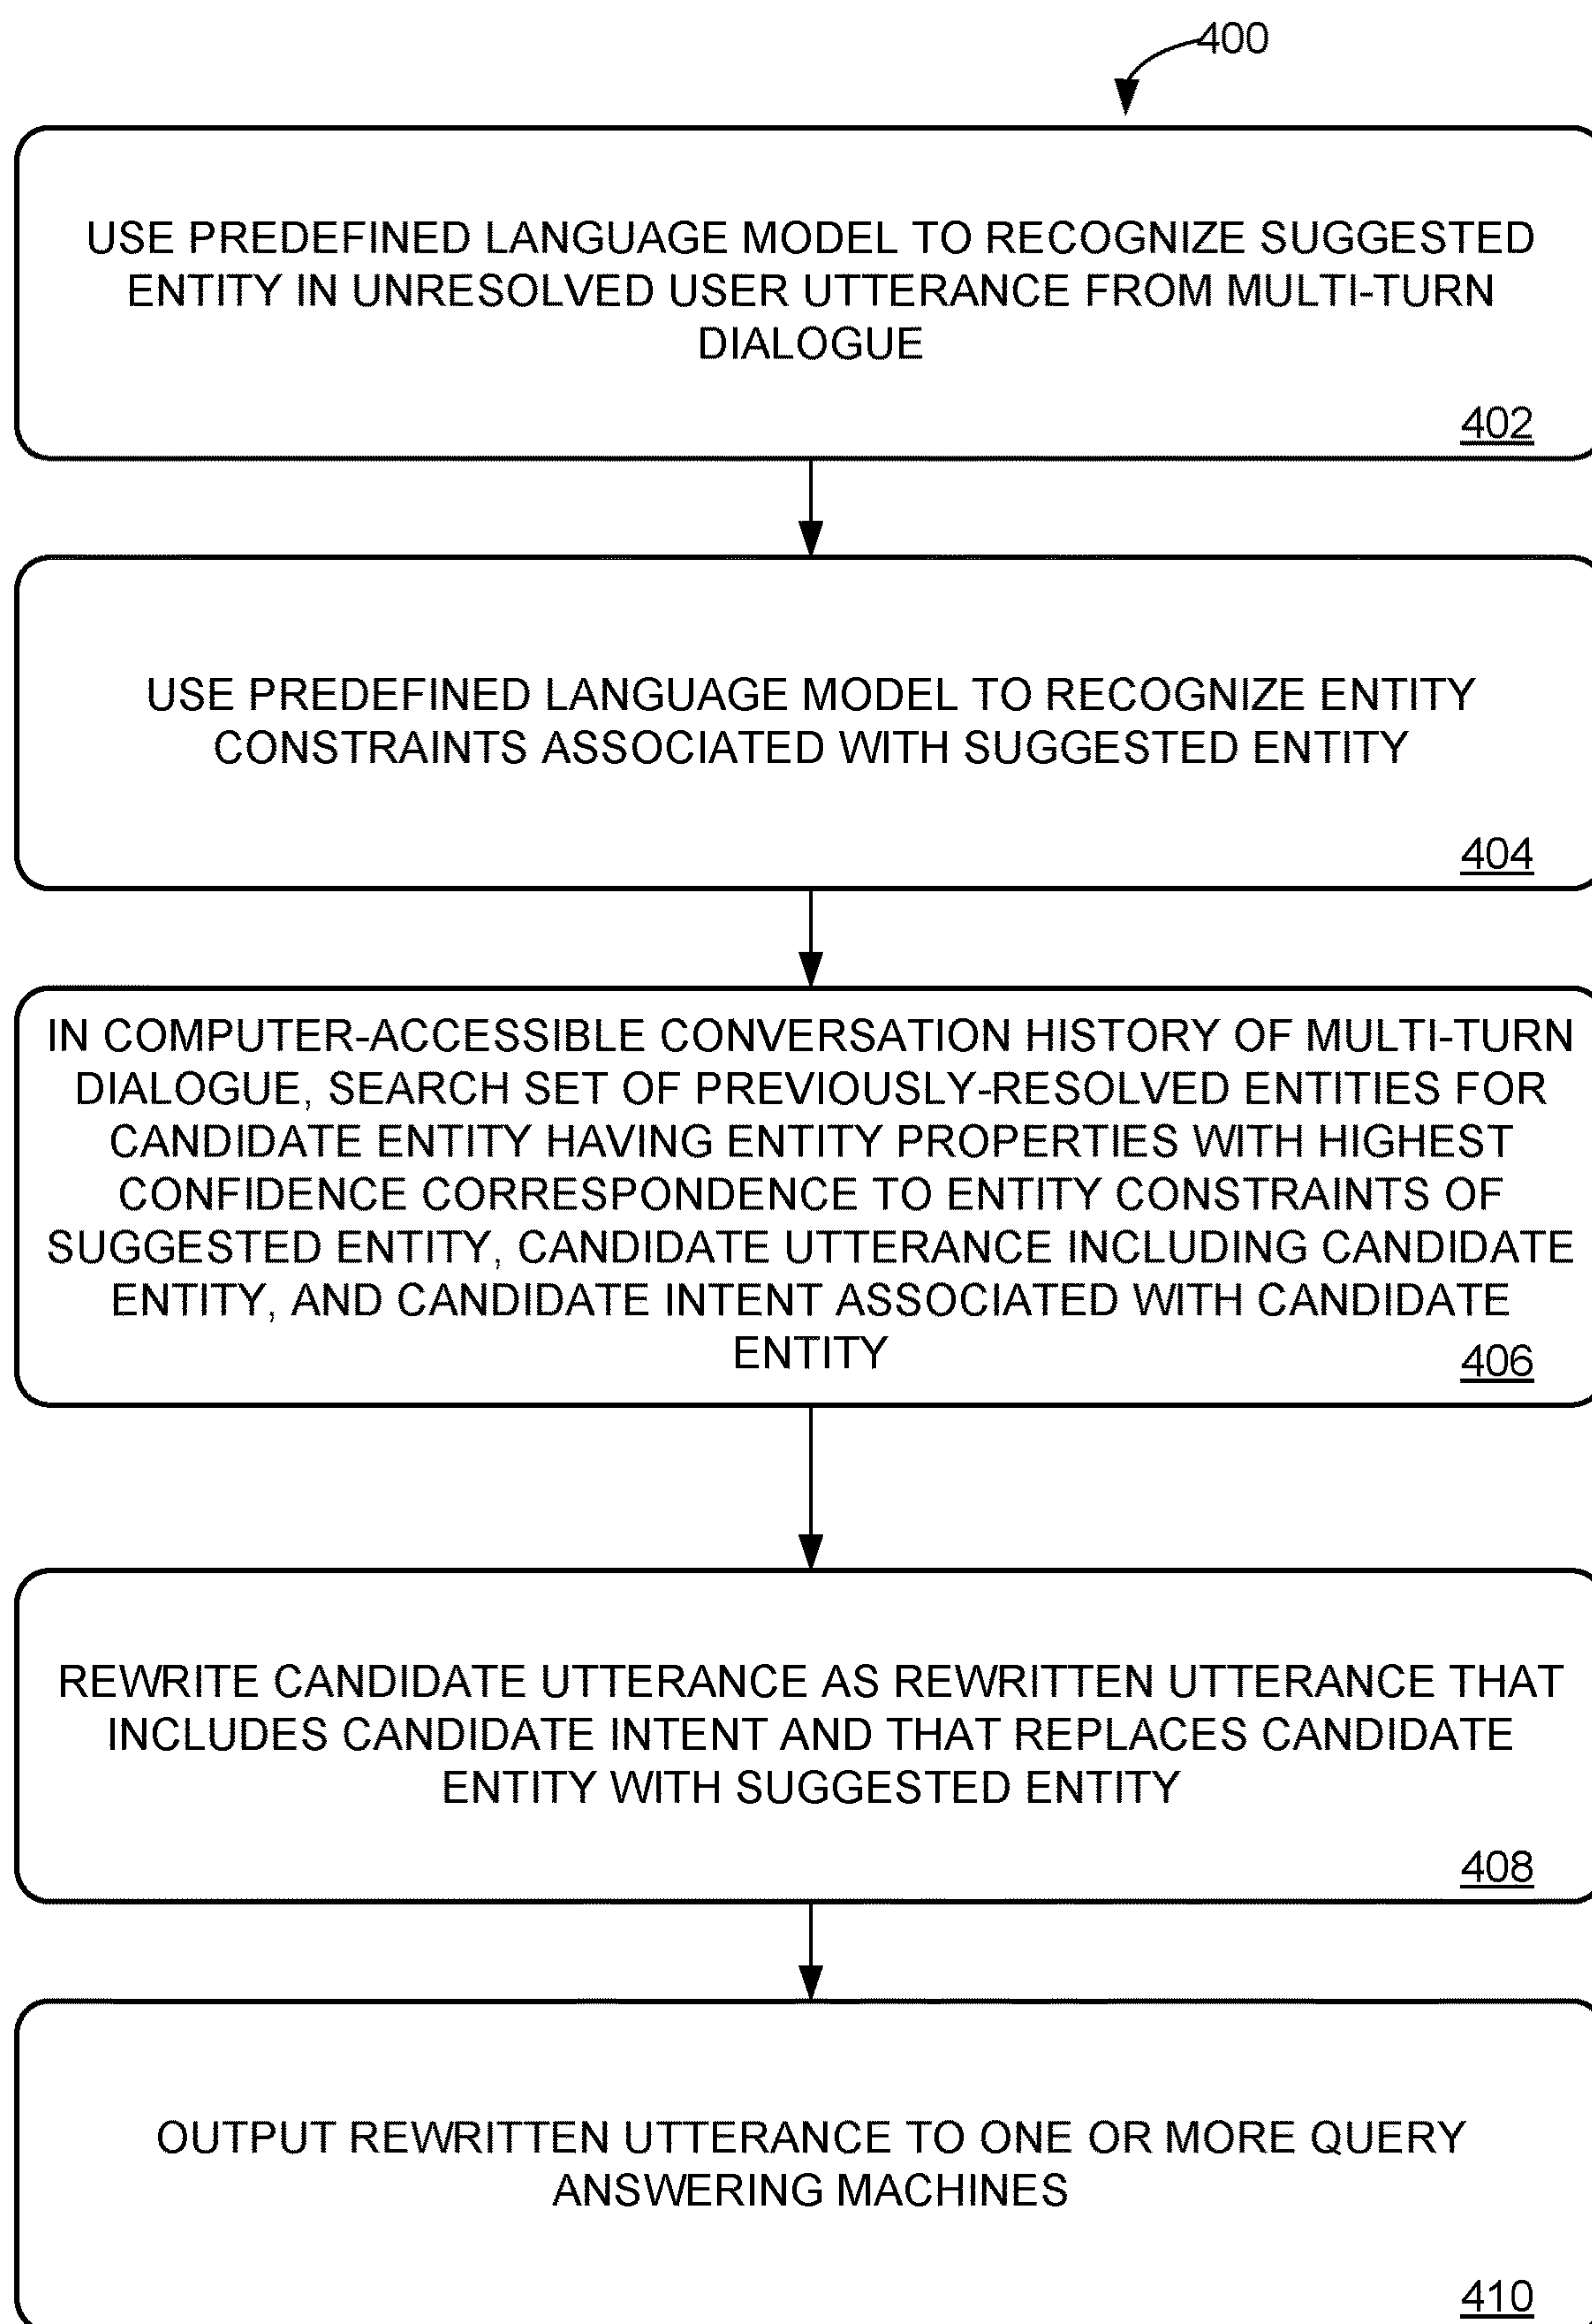 400
USE PREDEFINED LANGUAGE MODEL TO RECOGNIZE SUGGESTED
ENTITY IN UNRESOLVED USER UTTERANCE FROM MULTI-TURN
DIALOGUE
402
USE PREDEFINED LANGUAGE MODEL TO RECOGNIZE ENTITY
CONSTRAINTS ASSOCIATED WITH SUGGESTED ENTITY
404
IN COMPUTER-ACCESSIBLE CONVERSATION HISTORY OF MULTI-TURN
DIALOGUE, SEARCH SET OF PREVIOUSLY-RESOLVED ENTITIES FOR
CANDIDATE ENTITY HAVING ENTITY PROPERTIES WITH HIGHEST
CONFIDENCE CORRESPONDENCE TO ENTITY CONSTRAINTS OF
SUGGESTED ENTITY, CANDIDATE UTTERANCE INCLUDING CANDIDATE
ENTITY, AND CANDIDATE INTENT ASSOCIATED WITH CANDIDATE
ENTITY
406
REWRITE CANDIDATE UTTERANCE AS REWRITTEN UTTERANCE THAT
INCLUDES CANDIDATE INTENT AND THAT REPLACES CANDIDATE
ENTITY WITH SUGGESTED ENTITY
408
OUTPUT REWRITTEN UTTERANCE TO ONE OR MORE QUERY
ANSWERING MACHINES
410